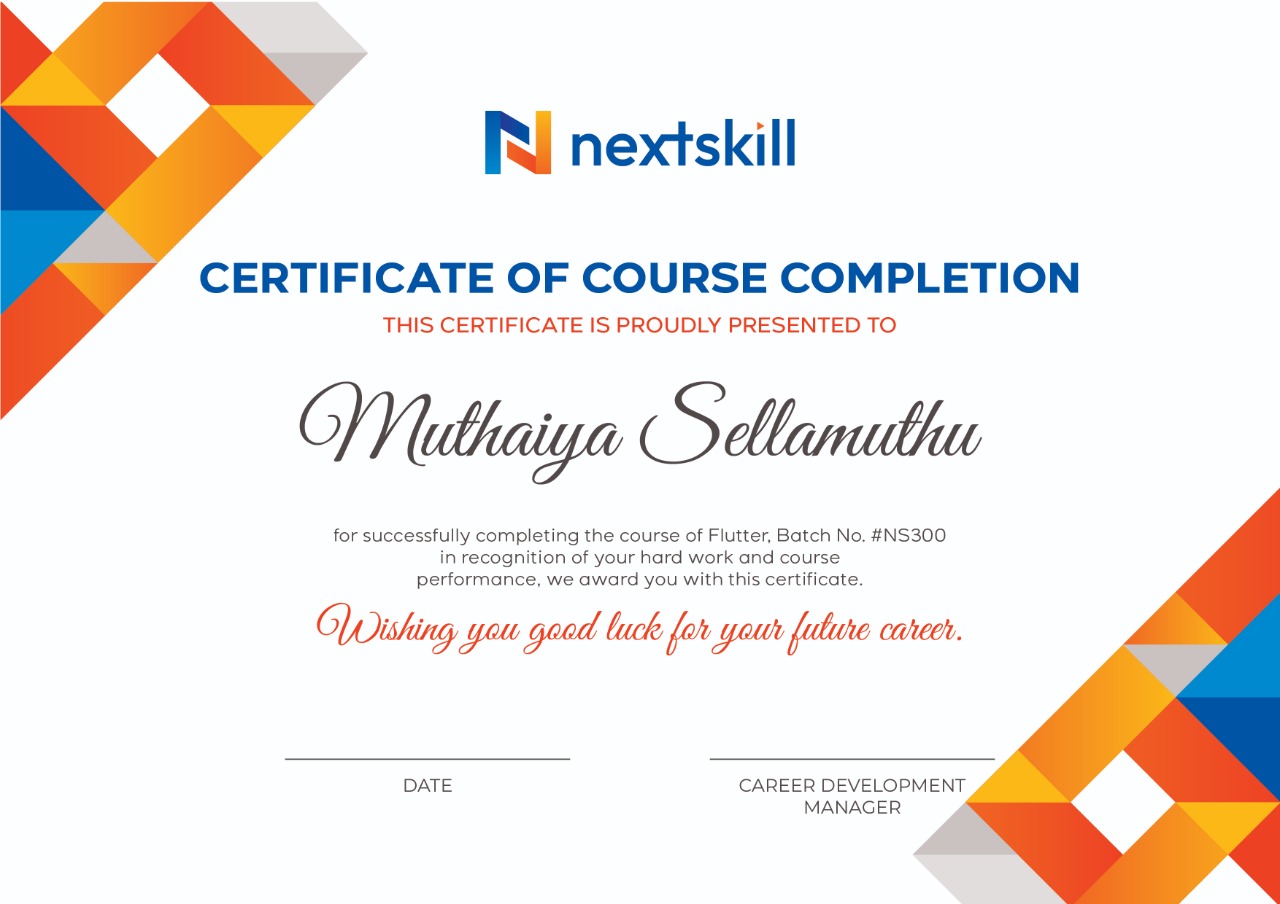 nextskill
CERTIFICATE OF COURSE COMPLETION
THIS CERTIFICATE IS PROUDLY PRESENTED TO
Muthaiya Sellamuthu
for successfully completing the course of Flutter, Batch No. #NS300
in recognition of your hard work and course
performance, we award you with this certificate.
Wishing you good luck for your future career.
DATE
CAREER DEVELOPMENT
MANAGER